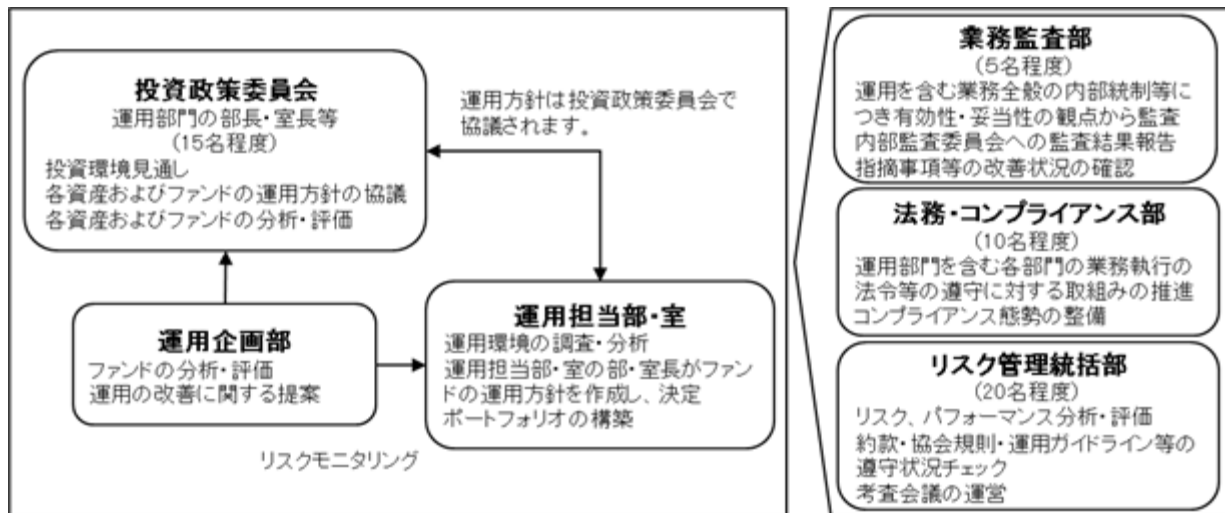 投資政策委員会
運用部門の部長・室長等
(15名程度)
投資環境見通し
各資産およびファンドの運用方針の協議
各資産およびファンドの分析・評価
運用方針は投資政策委員会で
協議されます。
運用企画部
ファンドの分析・評価
運用の改善に関する提案
運用担当部・室
運用環境の調査・分析
運用担当部・室の部・室長がファン
ドの運用方針を作成し、決定
ポートフォリオの構築
リスクモニタリング
業務監査部
(5名程度)
運用を含む業務全般の内部統制等に
つき有効性・妥当性の観点から監査
内部監査委員会への監査結果報告
指摘事項等の改善状況の確認
法務・コンプライアンス部
(10名程度)
運用部門を含む各部門の業務執行の
法令等の遵守に対する取組みの推進
コンプライアンス態勢の整備
リスク管理統括部
(20名程度)
リスク、パフォーマンス分析・評価
約款・協会規則・運用ガイドライン等の
遵守状況チェック
考査会議の運営